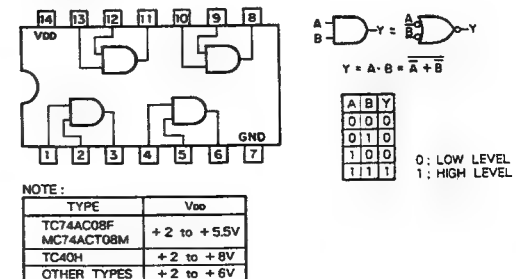 14 13 12 11 10 9 8
VDD
GND
1 2 3 4 5 6 7
A
B
Y = A B Y
Y = A · B = A + B
A B Y
0 0 0
0 1 0
1 0 0
1 1 1
0 ; LOW LEVEL
1 ; HIGH LEVEL
NOTE :
TYPE VDD
TC74AC08F
MC74ACT08M
+ 2 to + 5.5V
TC40H + 2 to + 8V
OTHER TYPES + 2 to + 6V